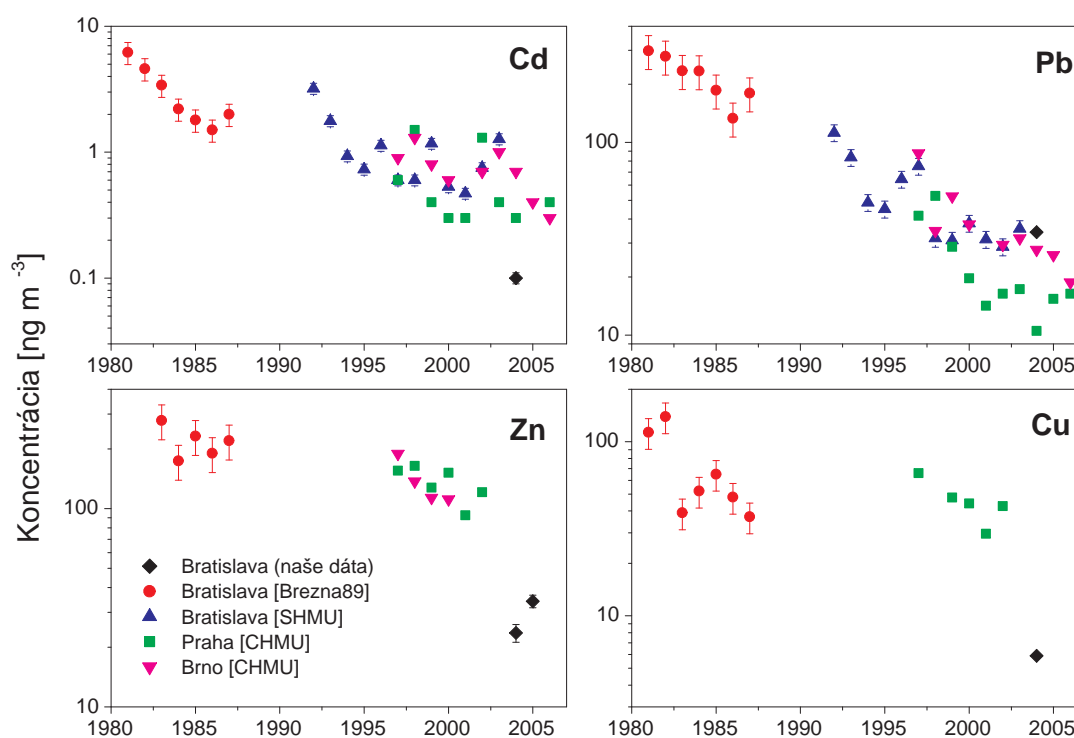 Koncentrácia [ng m -3]
Cd
10
1
0.1
1980 1985 1990 1995 2000 2005
Pb
100
10
1980 1985 1990 1995 2000 2005
Zn
100
10
1980 1985 1990 1995 2000 2005
Bratislava (naše dáta)
Bratislava [Brezna89]
Bratislava [SHMU]
Praha [CHMU]
Brno [CHMU]
Cu
100
10
1980 1985 1990 1995 2000 2005